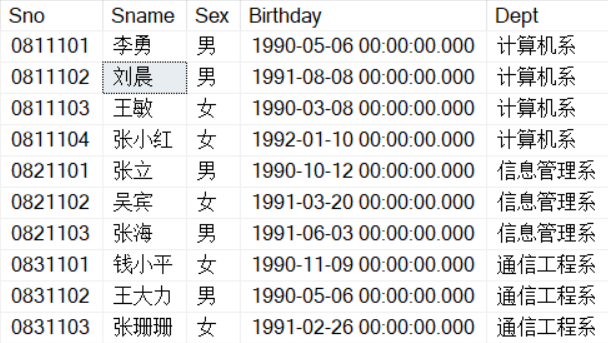 Sno Sname Sex Birthday Dept
0811101 李勇 男 1990-05-06 00:00:00.000 计算机系
0811102 刘晨 男 1991-08-08 00:00:00.000 计算机系
0811103 王敏 女 1990-03-08 00:00:00.000 计算机系
0811104 张小红 女 1992-01-10 00:00:00.000 计算机系
0821101 张立 男 1990-10-12 00:00:00.000 信息管理系
0821102 吴宾 女 1991-03-20 00:00:00.000 信息管理系
0821103 张海 男 1991-06-03 00:00:00.000 信息管理系
0831101 钱小平 女 1990-11-09 00:00:00.000 通信工程系
0831102 王大力 男 1990-05-06 00:00:00.000 通信工程系
0831103 张珊珊 女 1991-02-26 00:00:00.000 通信工程系